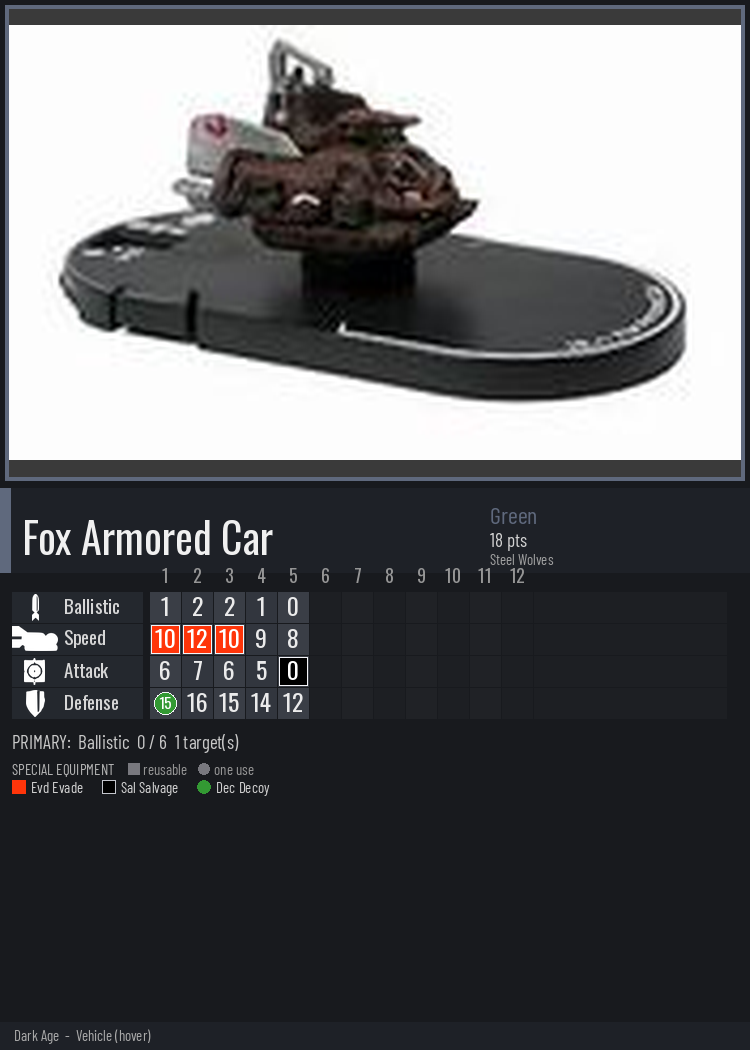 Fox Armored Car
Green
18 pts
Steel Wolves
1 2 3 4 5 6 7 8 9 10 11 12
Ballistic 1 2 2 1 0
Speed 10 12 10 9 8
Attack 6 7 6 5 0
Defense 15 16 15 14 12
PRIMARY: Ballistic 0 / 6 1 target(s)
SPECIAL EQUIPMENT reusable one use
Evd Evade Sal Salvage Dec Decoy
Dark Age - Vehicle (hover)